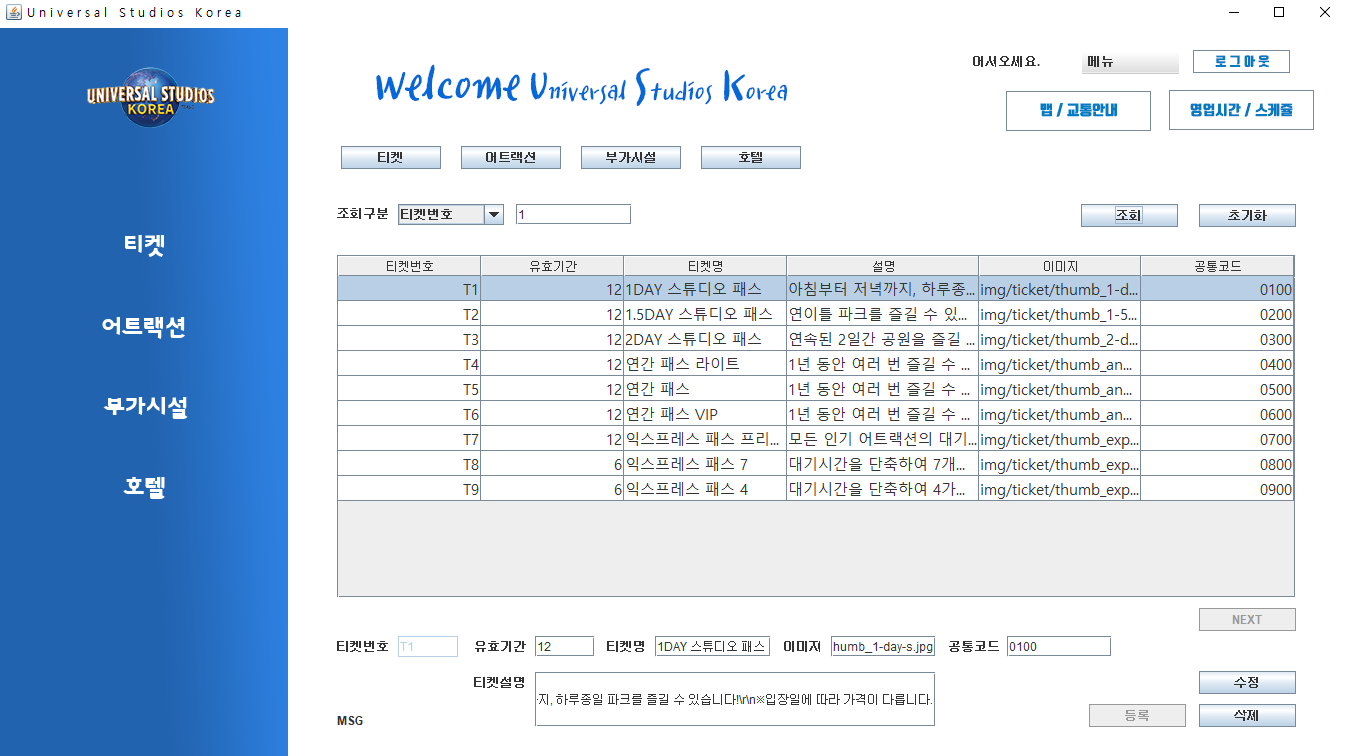 Universal Studios Korea
UNIVERSAL STUDIOS
KOREA
Welcome Universal Studios Korea
어서오세요.
메뉴
로그아웃
맵 / 교통안내
영업시간 / 스케줄
티켓
어트랙션
부가시설
호텔
티켓 어트랙션 부가시설 호텔
조회구분 티켓번호 1 조회 초기화
티켓번호 유효기간 티켓명 설명 이미지 공통코드
T1 12 1DAY 스튜디오 패스 아침부터 저녁까지, 하루종... img/ticket/thumb_1-d... 0100
T2 12 1.5DAY 스튜디오 패스 연이틀 파크를 즐길 수 있... img/ticket/thumb_1-5... 0200
T3 12 2DAY 스튜디오 패스 연속된 2일간 공원을 즐길 ... img/ticket/thumb_2-d... 0300
T4 12 연간 패스 라이트 1년 동안 여러 번 즐길 수 ... img/ticket/thumb_an... 0400
T5 12 연간 패스 1년 동안 여러 번 즐길 수 ... img/ticket/thumb_an... 0500
T6 12 연간 패스 VIP 1년 동안 여러 번 즐길 수 ... img/ticket/thumb_an... 0600
T7 12 익스프레스 패스 프리... 모든 인기 어트랙션의 대기... img/ticket/thumb_exp... 0700
T8 6 익스프레스 패스 7 대기시간을 단축하여 7개... img/ticket/thumb_exp... 0800
T9 6 익스프레스 패스 4 대기시간을 단축하여 4가... img/ticket/thumb_exp... 0900
NEXT
티켓번호 T1 유효기간 12 티켓명 1DAY 스튜디오 패스 이미지 humb_1-day-s.jpg 공통코드 0100
티켓설명
지, 하루종일 파크를 즐길 수 있습니다!\r\n※입장일에 따라 가격이 다릅니다.
수정
MSG
등록 삭제